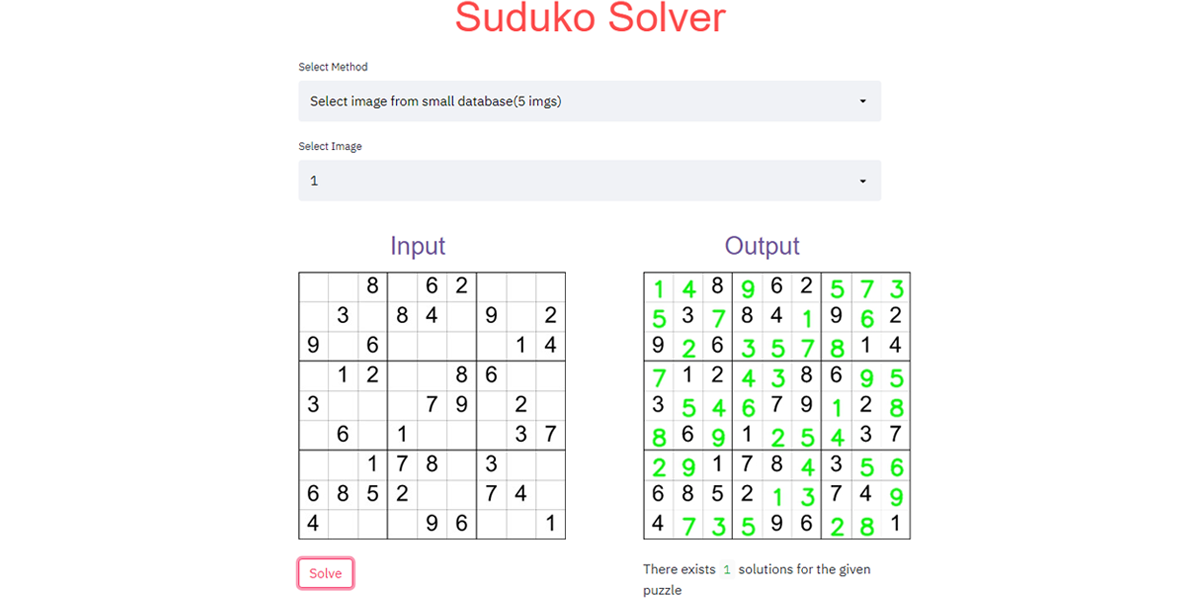 Suduko Solver
Select Method
Select image from small database(5 imgs)
Select Image
1
Input
Output
8 6 2
3 8 4 9 2
9 6 1 4
1 2 8 6
3 7 9 2
6 1 3 7
1 7 8 3
6 8 5 2 7 4
4 9 6 1
1 4 8 9 6 2 5 7 3
5 3 7 8 4 1 9 6 2
9 2 6 3 5 7 8 1 4
7 1 2 4 3 8 6 9 5
3 5 4 6 7 9 1 2 8
8 6 9 1 2 5 4 3 7
2 9 1 7 8 4 3 5 6
6 8 5 2 1 3 7 4 9
4 7 3 5 9 6 2 8 1
Solve
There exists 1 solutions for the given
puzzle